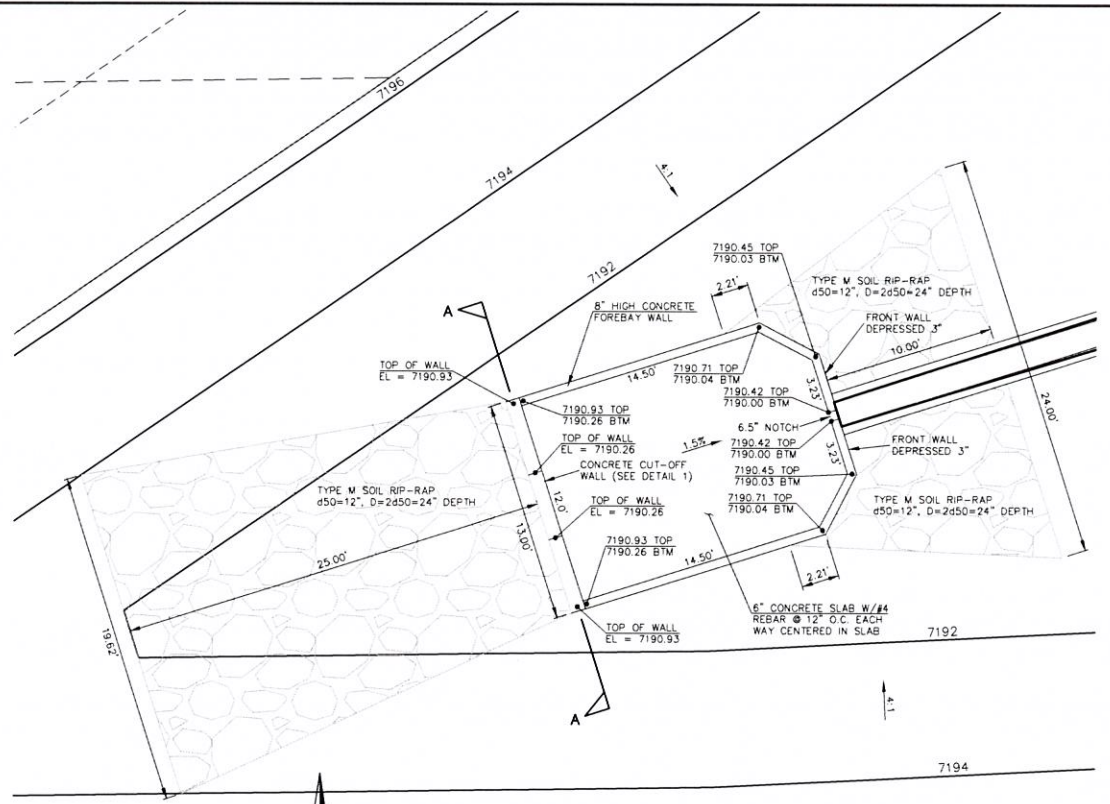 7196
7194
4:1
7192
7190.45 TOP
7190.03 BTM
2.21'
TYPE M SOIL RIP-RAP
d50=12", D=2d50=24" DEPTH
A
8" HIGH CONCRETE
FOREBAY WALL
FRONT WALL
DEPRESSED 3"
10.00'
TOP OF WALL
EL = 7190.93
14.50'
7190.71 TOP
7190.04 BTM
3.23'
7190.93 TOP
7190.26 BTM
7190.42 TOP
7190.00 BTM
24.00'
6.5" NOTCH
TOP OF WALL
EL = 7190.26
1.5%
7190.42 TOP
7190.00 BTM
FRONT WALL
DEPRESSED 3"
CONCRETE CUT-OFF
WALL (SEE DETAIL 1)
3.23'
7190.45 TOP
7190.03 BTM
TYPE M SOIL RIP-RAP
d50=12", D=2d50=24" DEPTH
12.0'
TOP OF WALL
EL = 7190.26
7190.71 TOP
7190.04 BTM
TYPE M SOIL RIP-RAP
d50=12", D=2d50=24" DEPTH
13.00'
25.00'
7190.93 TOP
7190.26 BTM
14.50'
2.21'
6" CONCRETE SLAB W/#4
REBAR @ 12" O.C. EACH
WAY CENTERED IN SLAB
TOP OF WALL
EL = 7190.93
7192
19.62'
A
4:1
7194